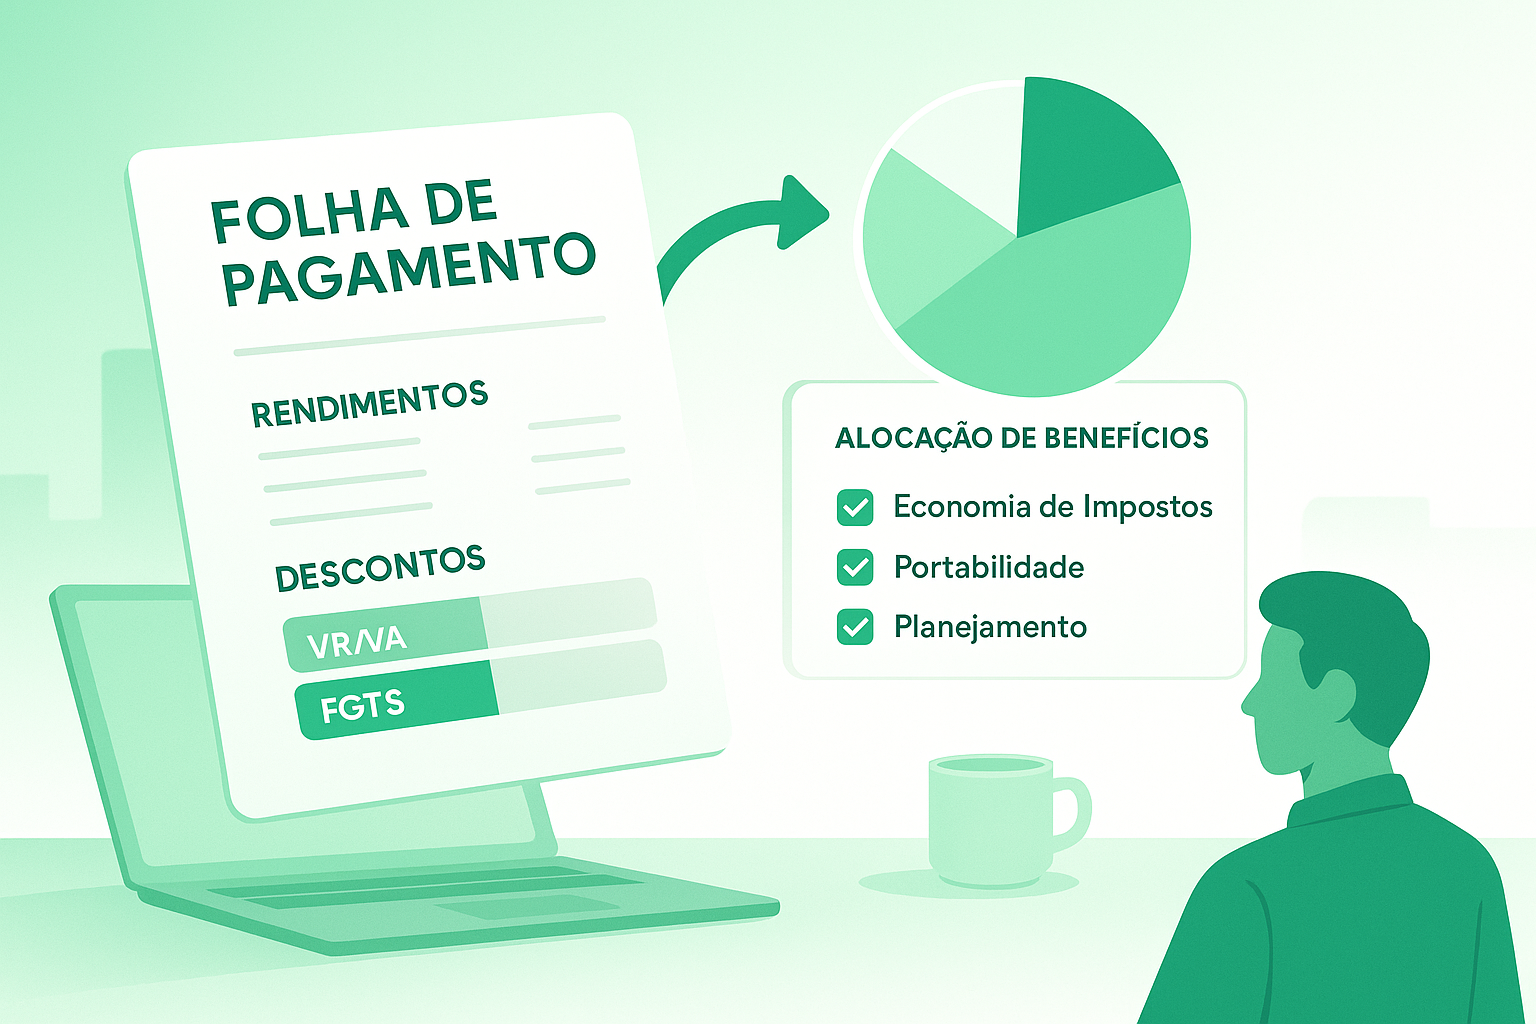 FOLHA DE
PAGAMENTO
RENDIMENTOS
DESCONTOS
VR/VA
FGTS
ALOCAÇÃO DE BENEFÍCIOS
Economia de Impostos
Portabilidade
Planejamento